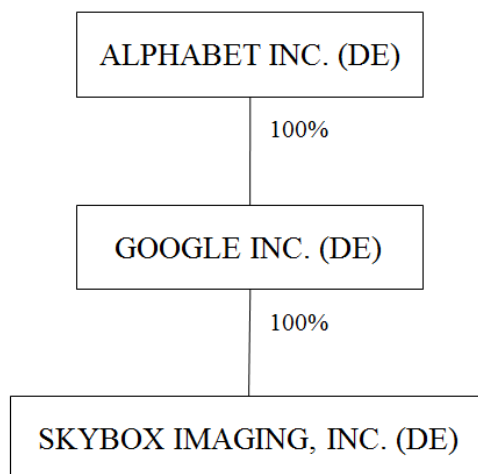 ALPHABET INC. (DE)
100%
GOOGLE INC. (DE)
100%
SKYBOX IMAGING, INC. (DE)